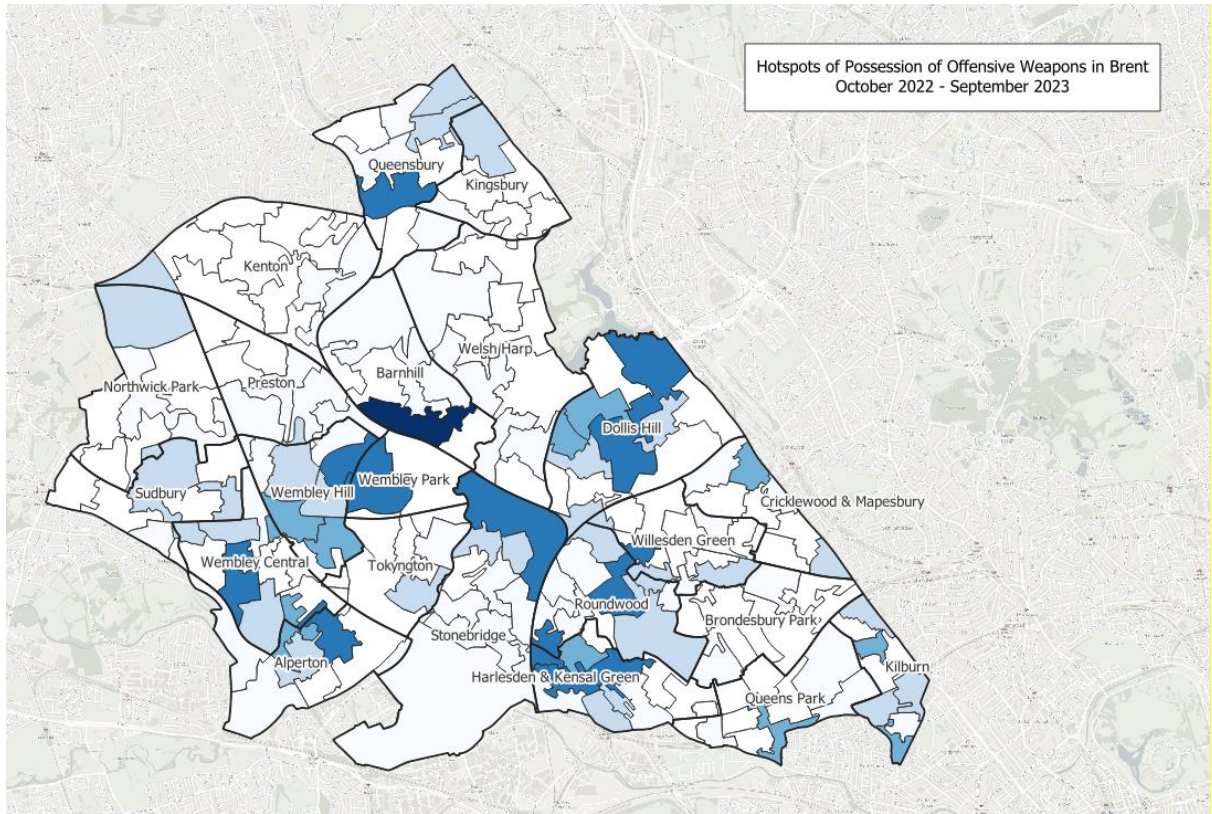 Hotspots of Possession of Offensive Weapons in Brent
October 2022 - September 2023
Queensbury
Kingsbury
Kenton
Welsh Harp
Barnhill
Northwick Park
Preston
Dollis Hill
Sudbury
Wembley Hill
Wembley Park
Cricklewood & Mapesbury
Willesden Green
Wembley Central
Tokyngton
Roundwood
Brondesbury Park
Stonebridge
Alperton
Kilburn
Harlesden & Kensal Green
Queens Park